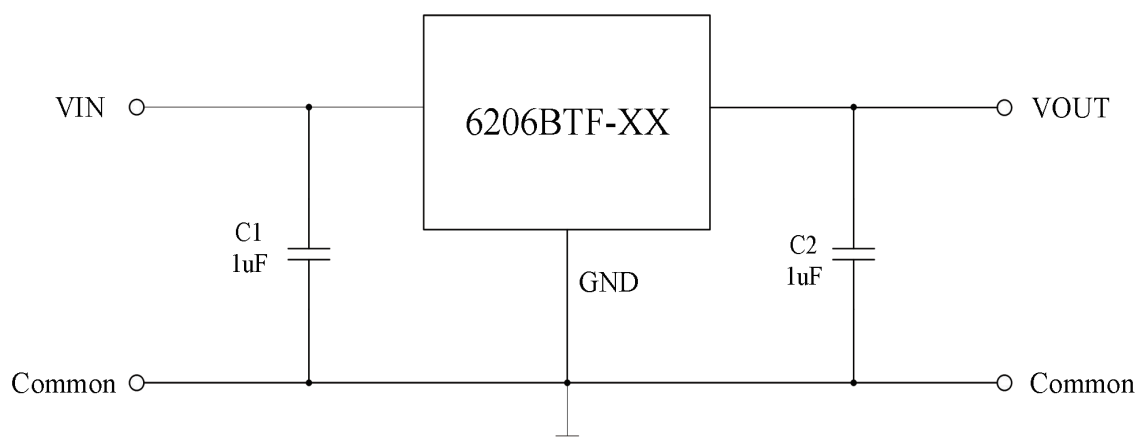 VIN
6206BTF-XX
VOUT
C1
1uF
C2
1uF
GND
Common
Common